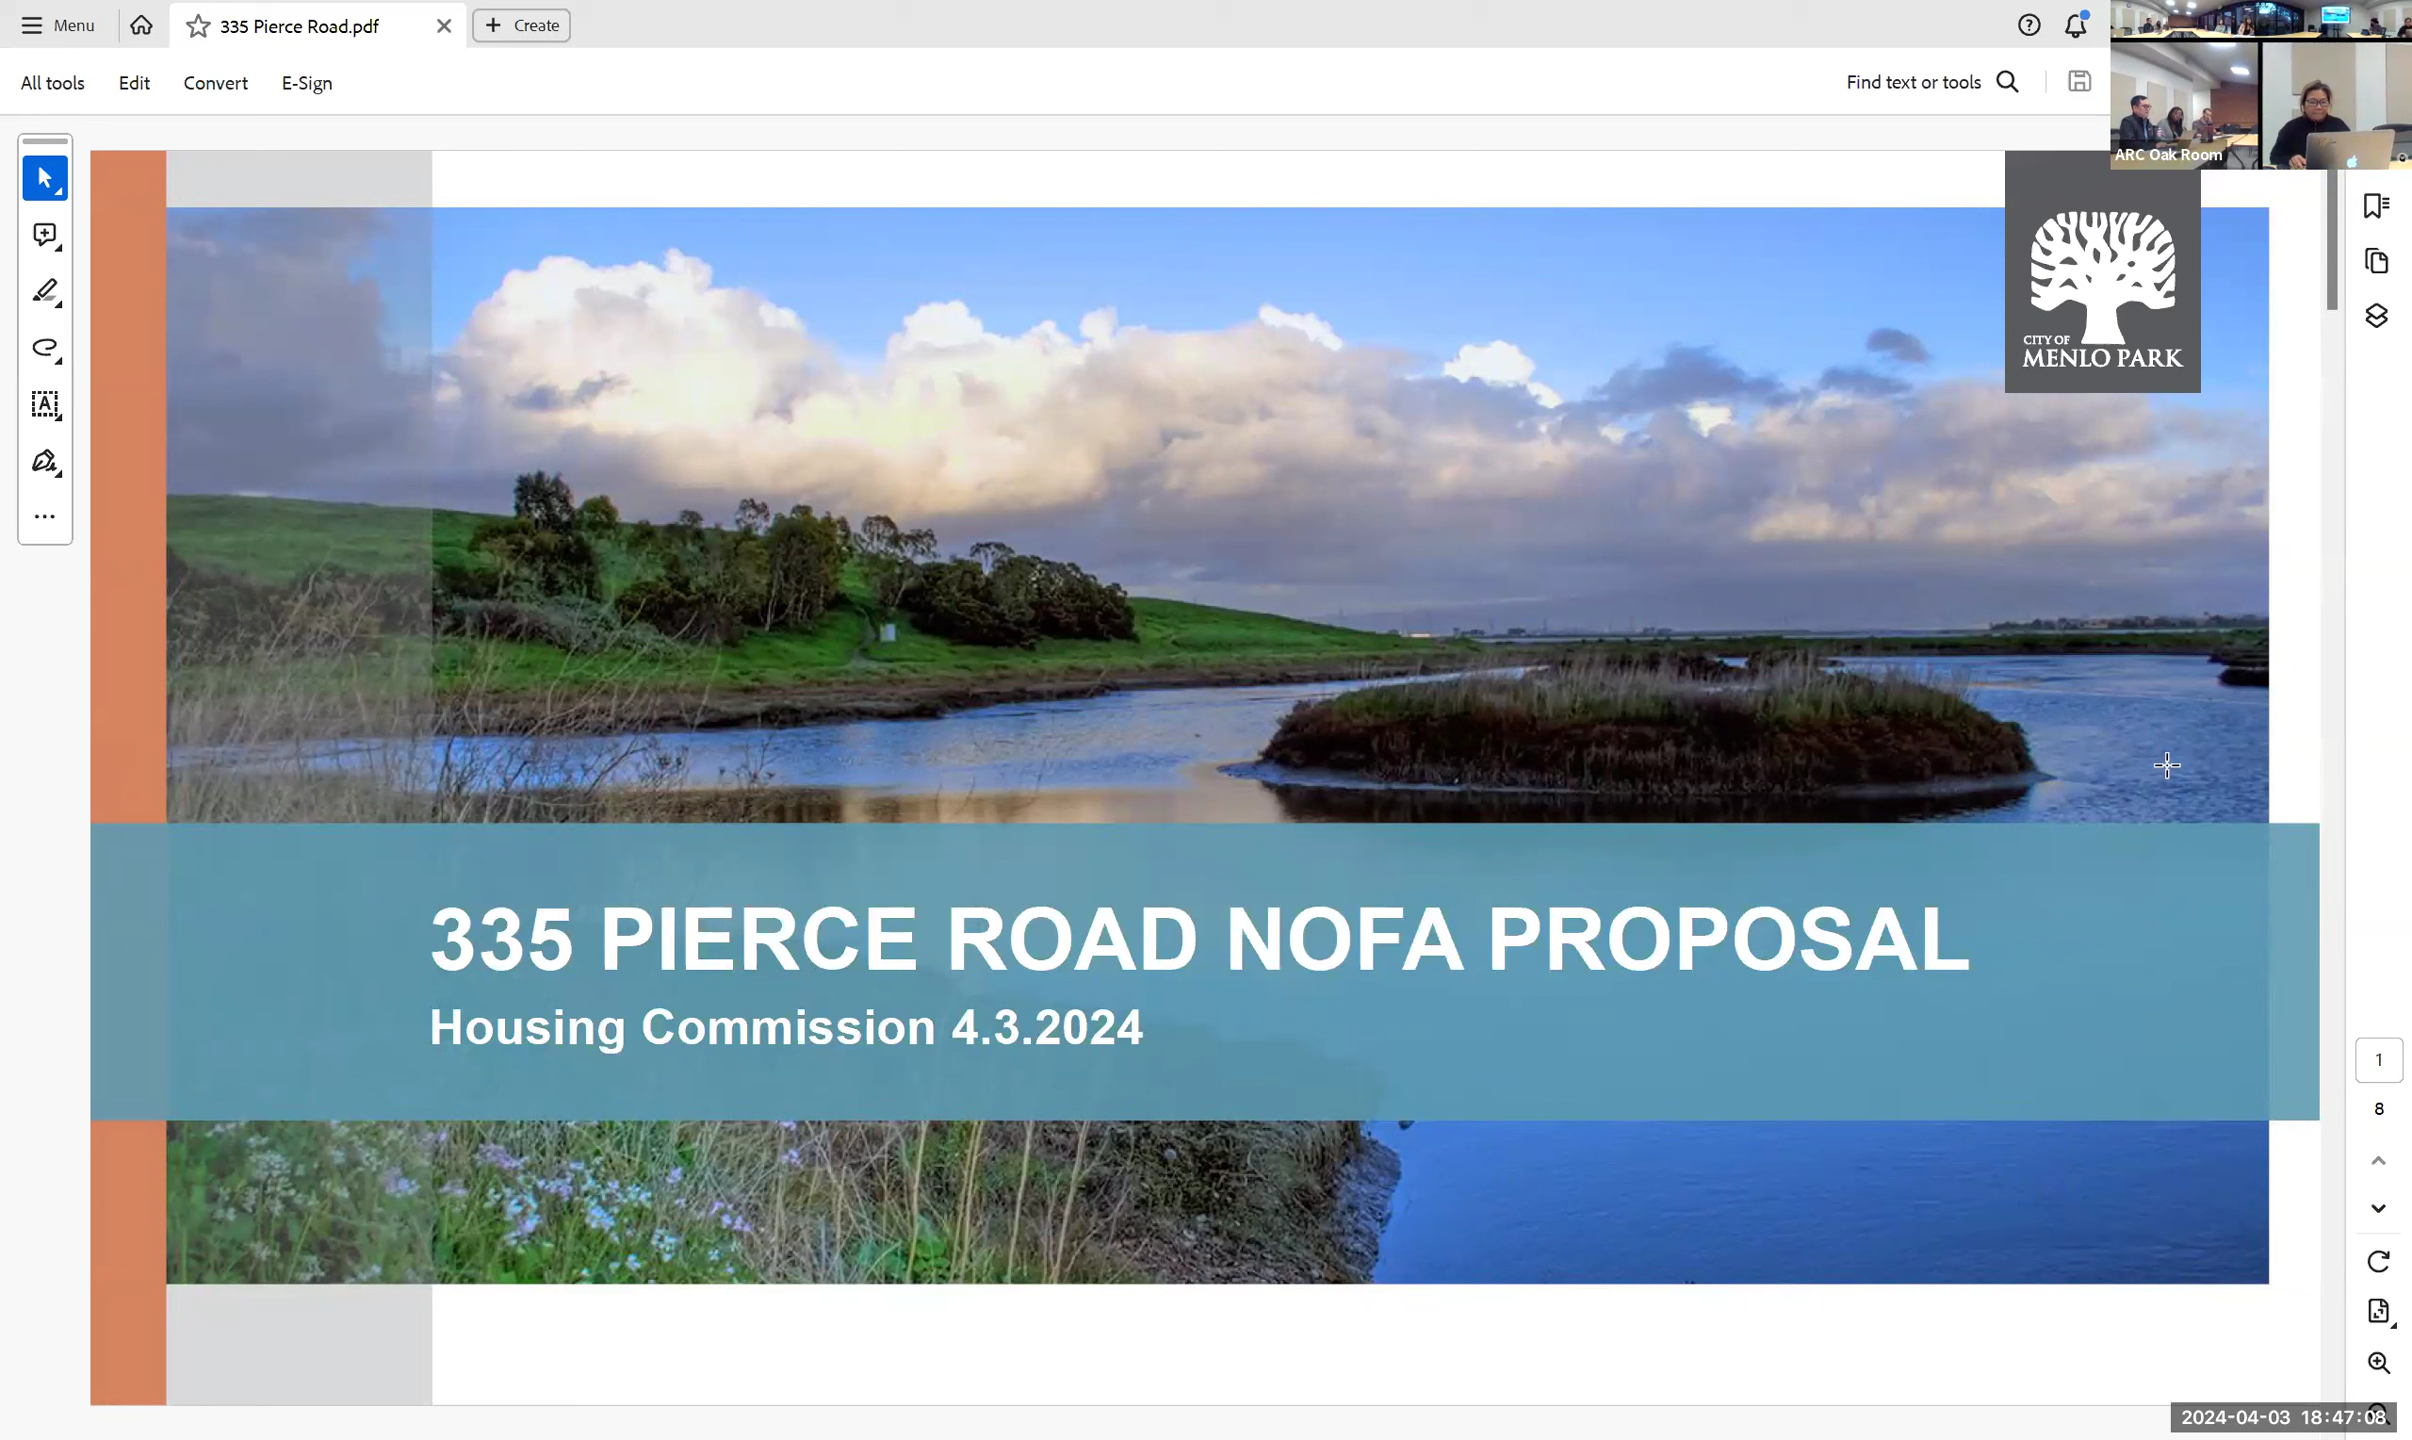 Menu
335 Pierce Road.pdf
Create
All tools
Edit
Convert
E-Sign
Find text or tools
ARC Oak Room
CITY OF
MENLO PARK
335 PIERCE ROAD NOFA PROPOSAL
Housing Commission 4.3.2024
1
8
2024-04-03 18:47:08